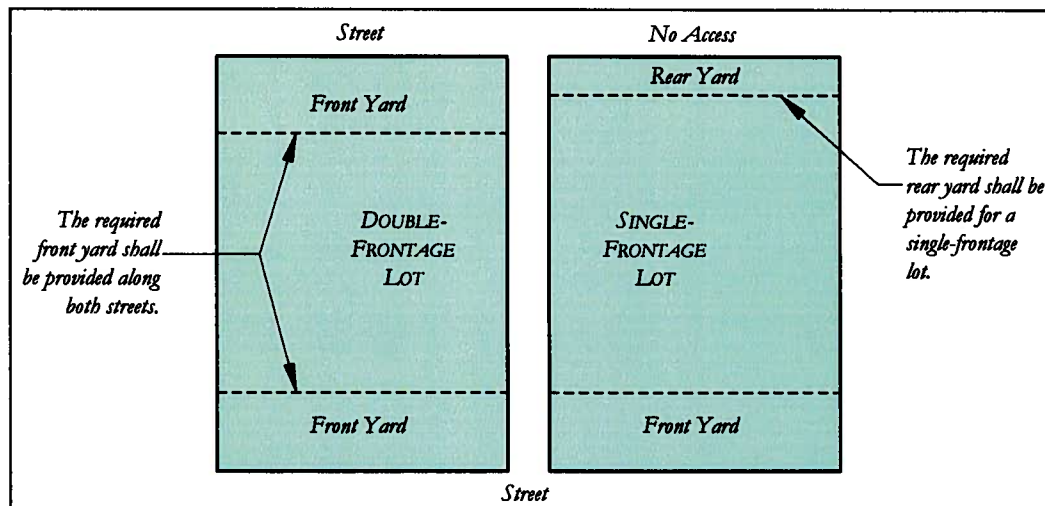 Street
No Access
Front Yard
Rear Yard
The required
front yard shall
be provided along
both streets.
DOUBLE-
FRONTAGE
LOT
SINGLE-
FRONTAGE
LOT
The required
rear yard shall be
provided for a
single-frontage
lot.
Front Yard
Front Yard
Street